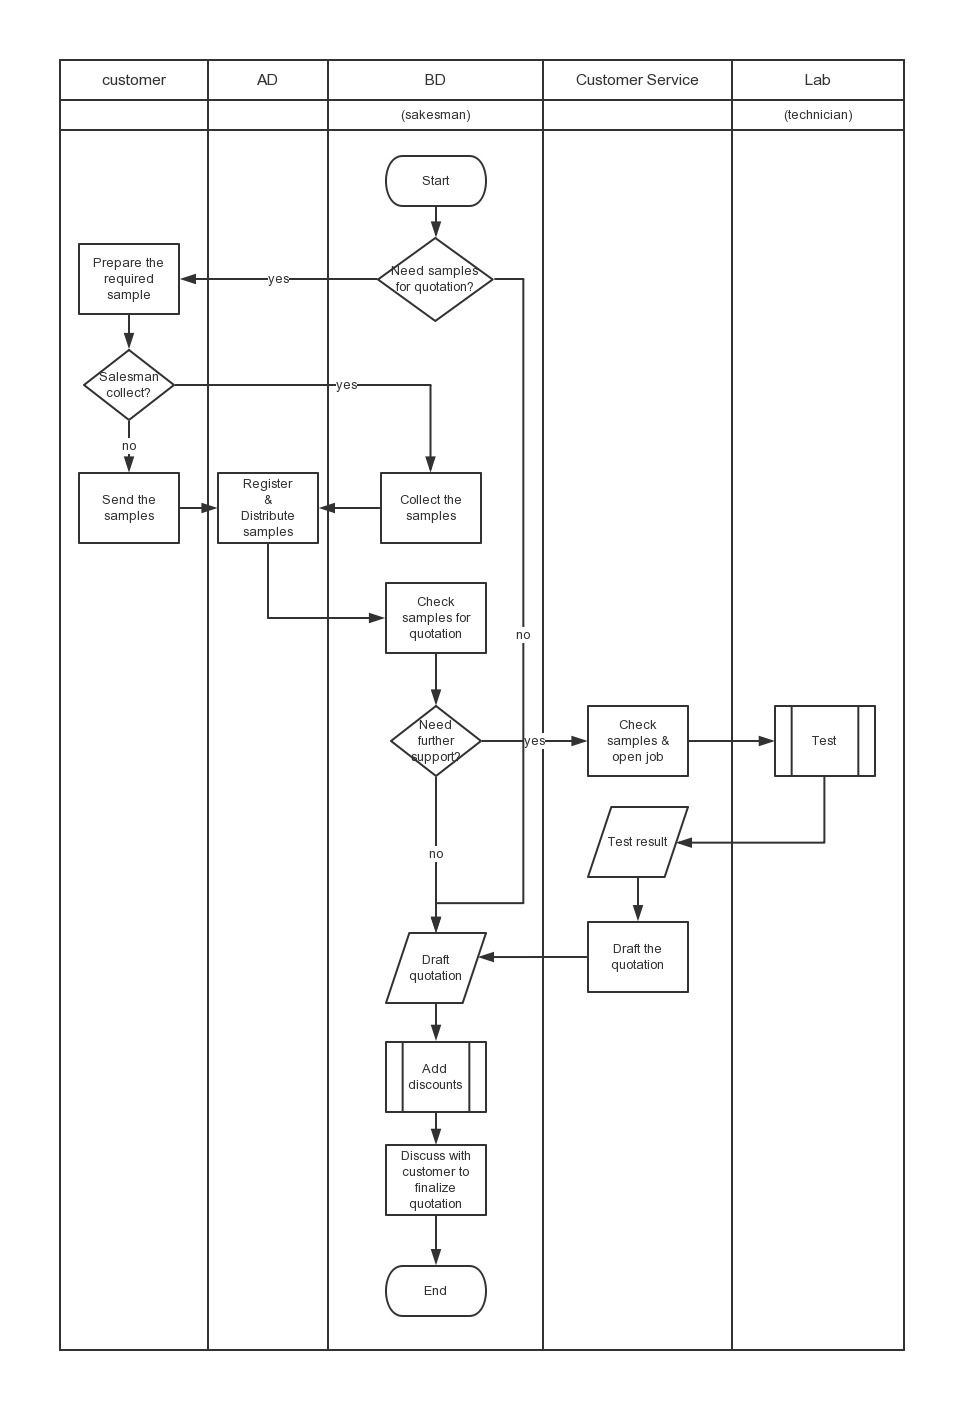 customer
AD
BD
Customer Service
Lab
(sakesman)
(technician)
Start
Need samples
for quotation?
yes
Prepare the
required
sample
Salesman
collect?
yes
no
Send the
samples
Register
&
Distribute
samples
Collect the
samples
Check
samples for
quotation
no
Need
further
support?
yes
Check
samples &
open job
Test
Test result
no
Draft the
quotation
Draft
quotation
Add
discounts
Discuss with
customer to
finalize
quotation
End